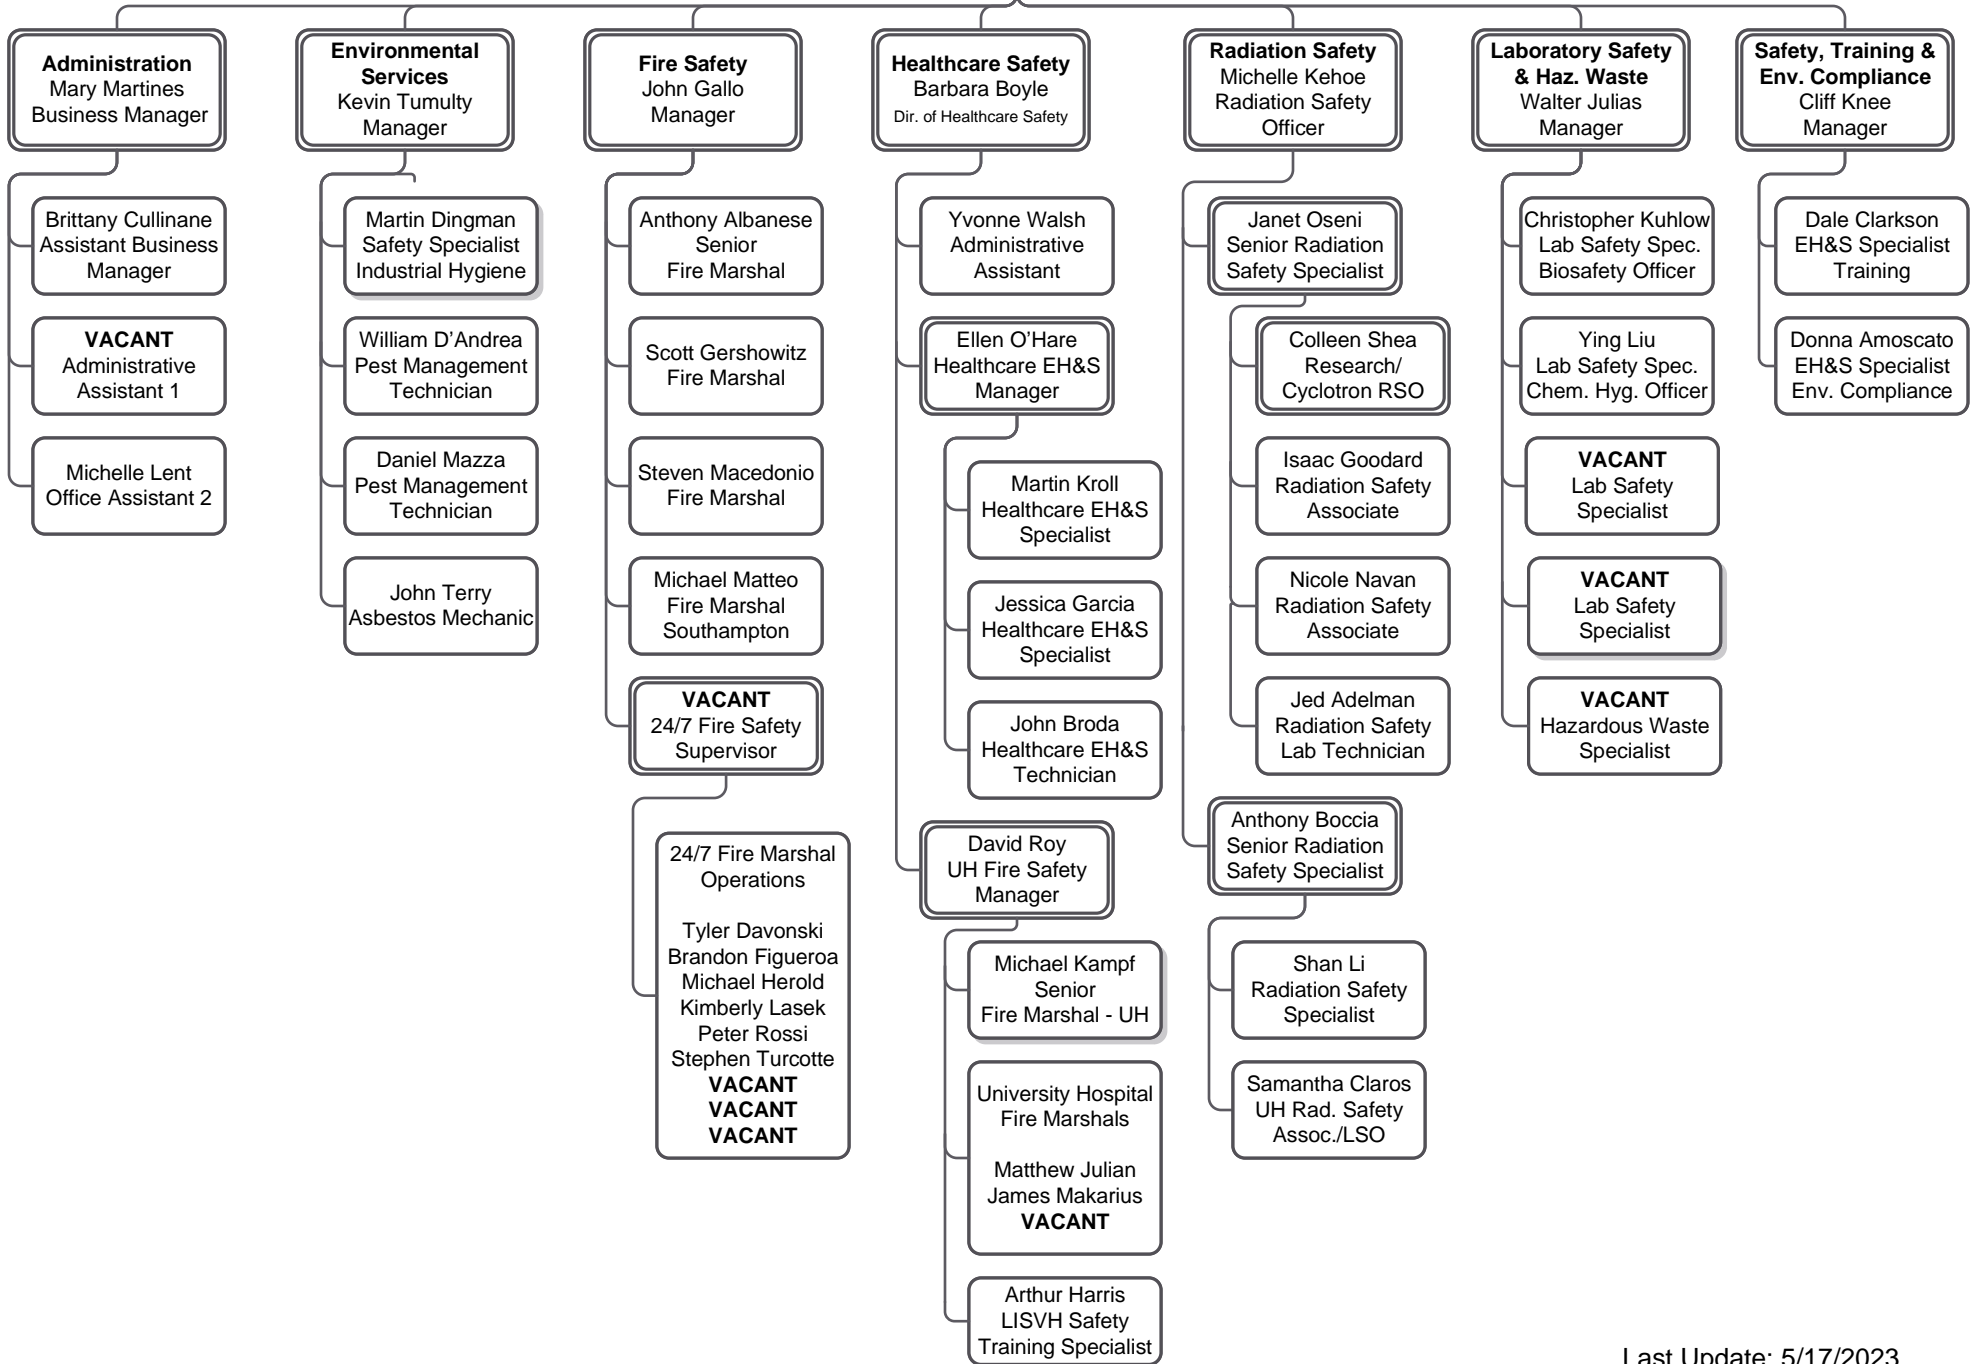 Administration
Mary Martines
Business Manager
Brittany Cullinane
Assistant Business
Manager
VACANT
Administrative
Assistant 1
Michelle Lent
Office Assistant 2
Environmental
Services
Kevin Tumulty
Manager
Martin Dingman
Safety Specialist
Industrial Hygiene
William D’Andrea
Pest Management
Technician
Daniel Mazza
Pest Management
Technician
John Terry
Asbestos Mechanic
Fire Safety
John Gallo
Manager
Anthony Albanese
Senior
Fire Marshal
Scott Gershowitz
Fire Marshal
Steven Macedonio
Fire Marshal
Michael Matteo
Fire Marshal
Southampton
VACANT
24/7 Fire Safety
Supervisor
24/7 Fire Marshal
Operations
Tyler Davonski
Brandon Figueroa
Michael Herold
Kimberly Lasek
Peter Rossi
Stephen Turcotte
VACANT
VACANT
VACANT
Healthcare Safety
Barbara Boyle
Dir. of Healthcare Safety
Yvonne Walsh
Administrative
Assistant
Ellen O’Hare
Healthcare EH&S
Manager
Martin Kroll
Healthcare EH&S
Specialist
Jessica Garcia
Healthcare EH&S
Specialist
John Broda
Healthcare EH&S
Technician
David Roy
UH Fire Safety
Manager
Michael Kampf
Senior
Fire Marshal - UH
University Hospital
Fire Marshals
Matthew Julian
James Makarius
VACANT
Arthur Harris
LISVH Safety
Training Specialist
Radiation Safety
Michelle Kehoe
Radiation Safety
Officer
Janet Oseni
Senior Radiation
Safety Specialist
Colleen Shea
Research/
Cyclotron RSO
Isaac Goodard
Radiation Safety
Associate
Nicole Navan
Radiation Safety
Associate
Jed Adelman
Radiation Safety
Lab Technician
Anthony Boccia
Senior Radiation
Safety Specialist
Shan Li
Radiation Safety
Specialist
Samantha Claros
UH Rad. Safety
Assoc./LSO
Laboratory Safety
& Haz. Waste
Walter Julias
Manager
Christopher Kuhlow
Lab Safety Spec.
Biosafety Officer
Ying Liu
Lab Safety Spec.
Chem. Hyg. Officer
VACANT
Lab Safety
Specialist
VACANT
Lab Safety
Specialist
VACANT
Hazardous Waste
Specialist
Safety, Training &
Env. Compliance
Cliff Knee
Manager
Dale Clarkson
EH&S Specialist
Training
Donna Amoscato
EH&S Specialist
Env. Compliance
Last Update: 5/17/2023